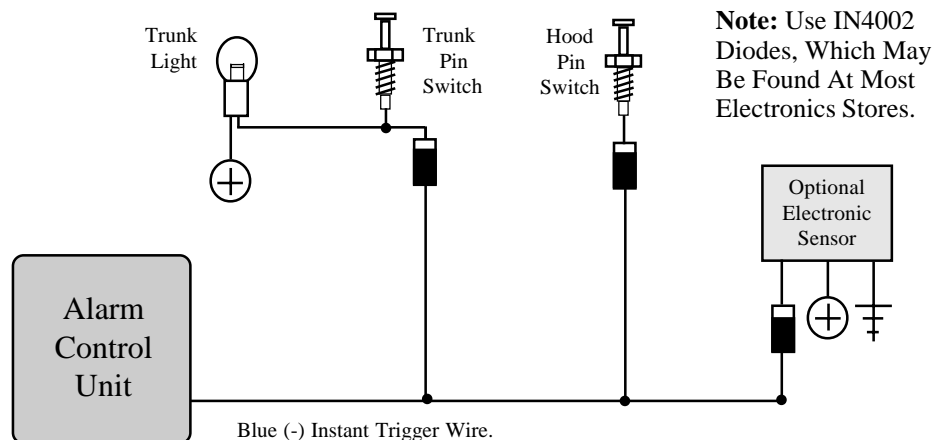 Trunk
Light
Trunk
Pin
Switch
Hood
Pin
Switch
Note: Use IN4002
Diodes, Which May
Be Found At Most
Electronics Stores.
Optional
Electronic
Sensor
Alarm
Control
Unit
Blue (-) Instant Trigger Wire.